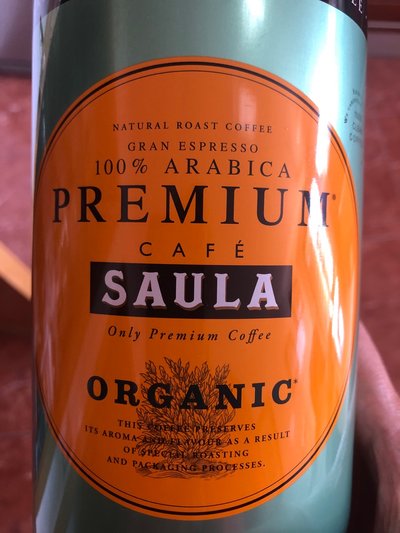 NATURAL ROAST COFFEE
GRAN ESPRESSO
100% ARABICA
PREMIUM®
CAFÉ
SAULA
Only Premium Coffee
ORGANIC*
THIS COFFEE PRESERVES
ITS AROMA AND FLAVOUR AS A RESULT
OF SPECIAL ROASTING
AND PACKAGING PROCESSES.